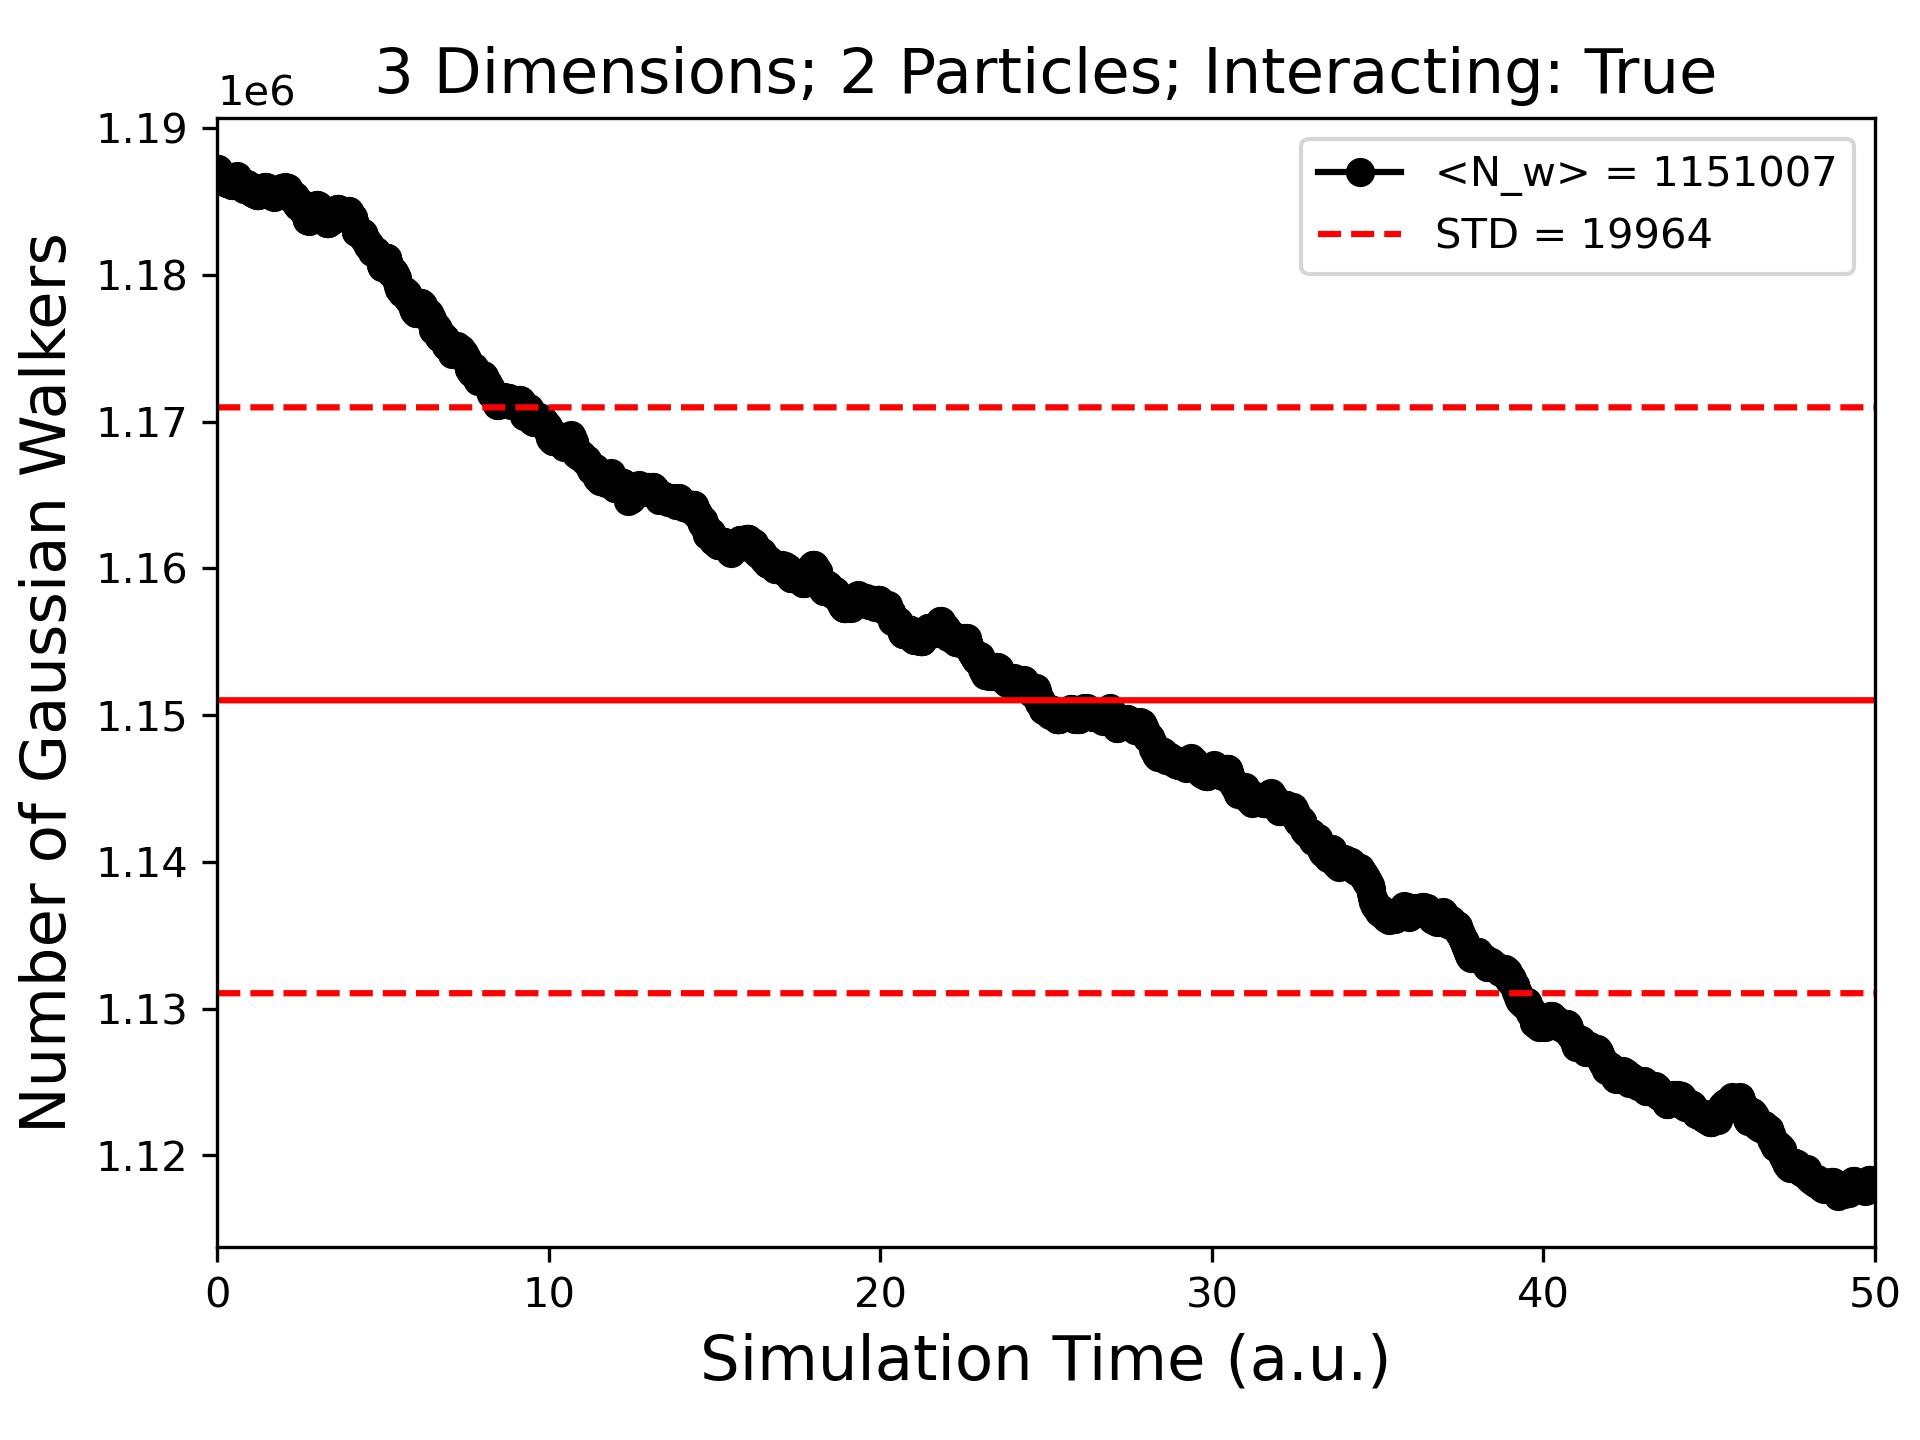 3 Dimensions; 2 Particles; Interacting: True
1e6
1.19
1.18
1.17
1.16
1.15
1.14
1.13
1.12
Number of Gaussian Walkers
<N_w> = 1151007
STD = 19964
0 10 20 30 40 50
Simulation Time (a.u.)